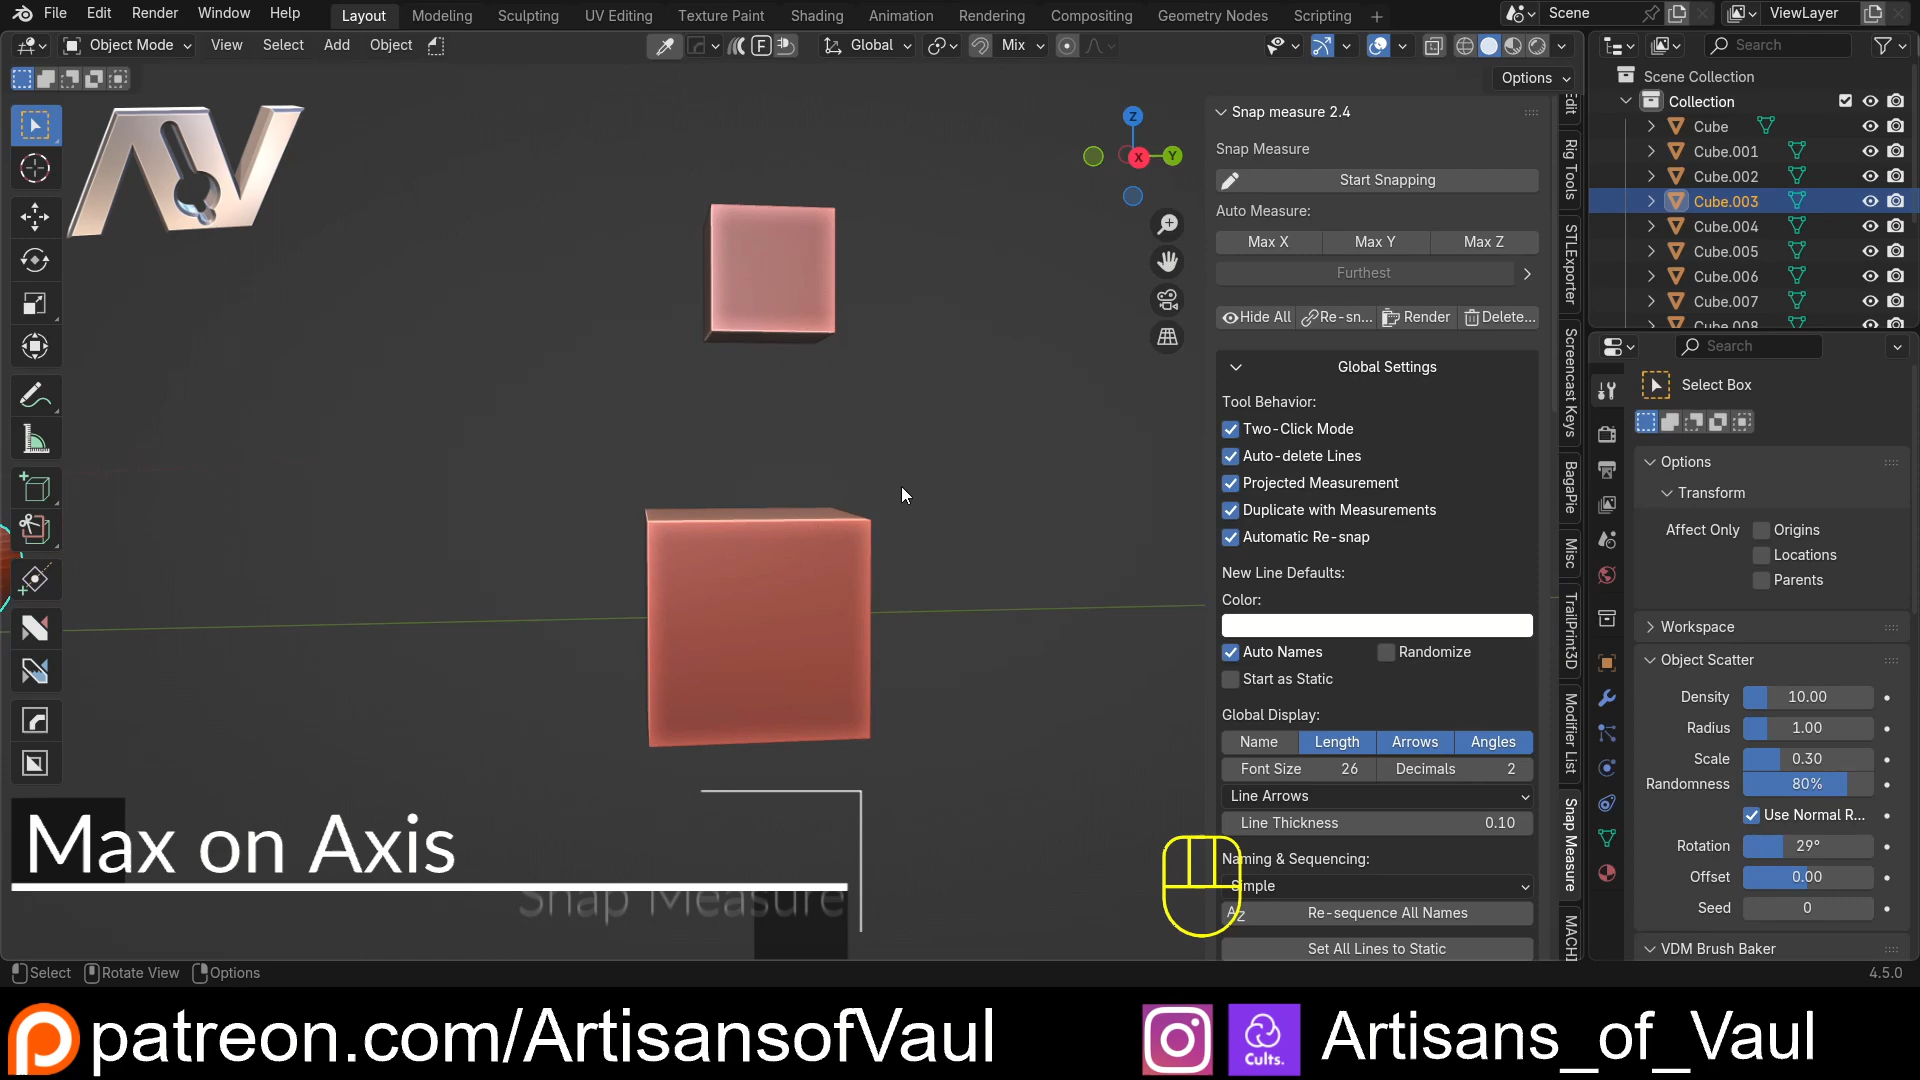 File Edit Render Window Help Layout Modeling Sculpting UV Editing Texture Paint Shading Animation Rendering Compositing Geometry Nodes Scripting + Scene ViewLayer
Object Mode View Select Add Object F Global Mix Search
Options
Scene Collection
Collection
Cube
Cube.001
Cube.002
Cube.003
Cube.004
Cube.005
Cube.006
Cube.007
Cube.008
Z
X
Y
Snap measure 2.4
Snap Measure
Start Snapping
Auto Measure:
Max X Max Y Max Z
Furthest
Hide All Re-sn... Render Delete...
Global Settings
Tool Behavior:
Two-Click Mode
Auto-delete Lines
Projected Measurement
Duplicate with Measurements
Automatic Re-snap
New Line Defaults:
Color:
Auto Names Randomize
Start as Static
Global Display:
Name Length Arrows Angles
Font Size 26 Decimals 2
Line Arrows
Line Thickness 0.10
Naming & Sequencing:
Simple
Re-sequence All Names
Set All Lines to Static
Edit
Rig Tools
STLExporter
Screencast Keys
BagaPie
Misc
TrailPrint3D
Modifier List
Snap Measure
MACHI
Search
Select Box
Options
Transform
Affect Only Origins
Locations
Parents
Workspace
Object Scatter
Density 10.00
Radius 1.00
Scale 0.30
Randomness 80%
Use Normal R...
Rotation 29°
Offset 0.00
Seed 0
VDM Brush Baker
Max on Axis
Snap Measure
Select Rotate View Options 4.5.0
patreon.com/ArtisansofVaul Cults. Artisans_of_Vaul